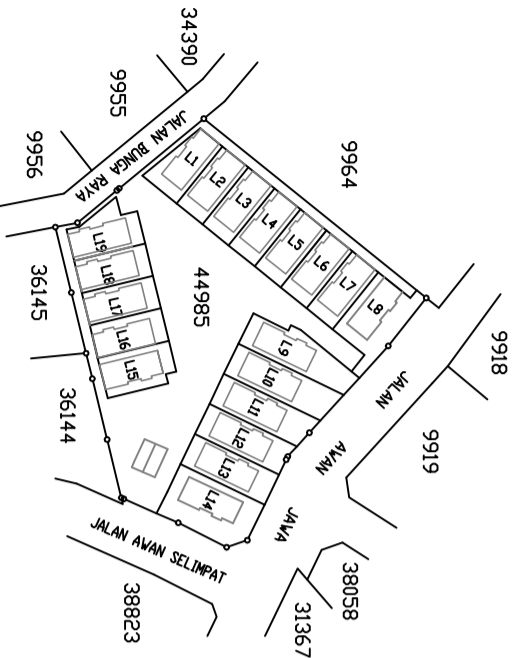 34390
9955
9956
JALAN BUNGA RAYA
9964
L1
L2
L3
L4
L5
L6
L7
L8
9918
9919
JALAN AWAN JAWA
44985
L19
L18
L17
L16
L15
L9
L10
L11
L12
L13
L14
36145
36144
JALAN AWAN SELIMPAT
38823
38058
31367